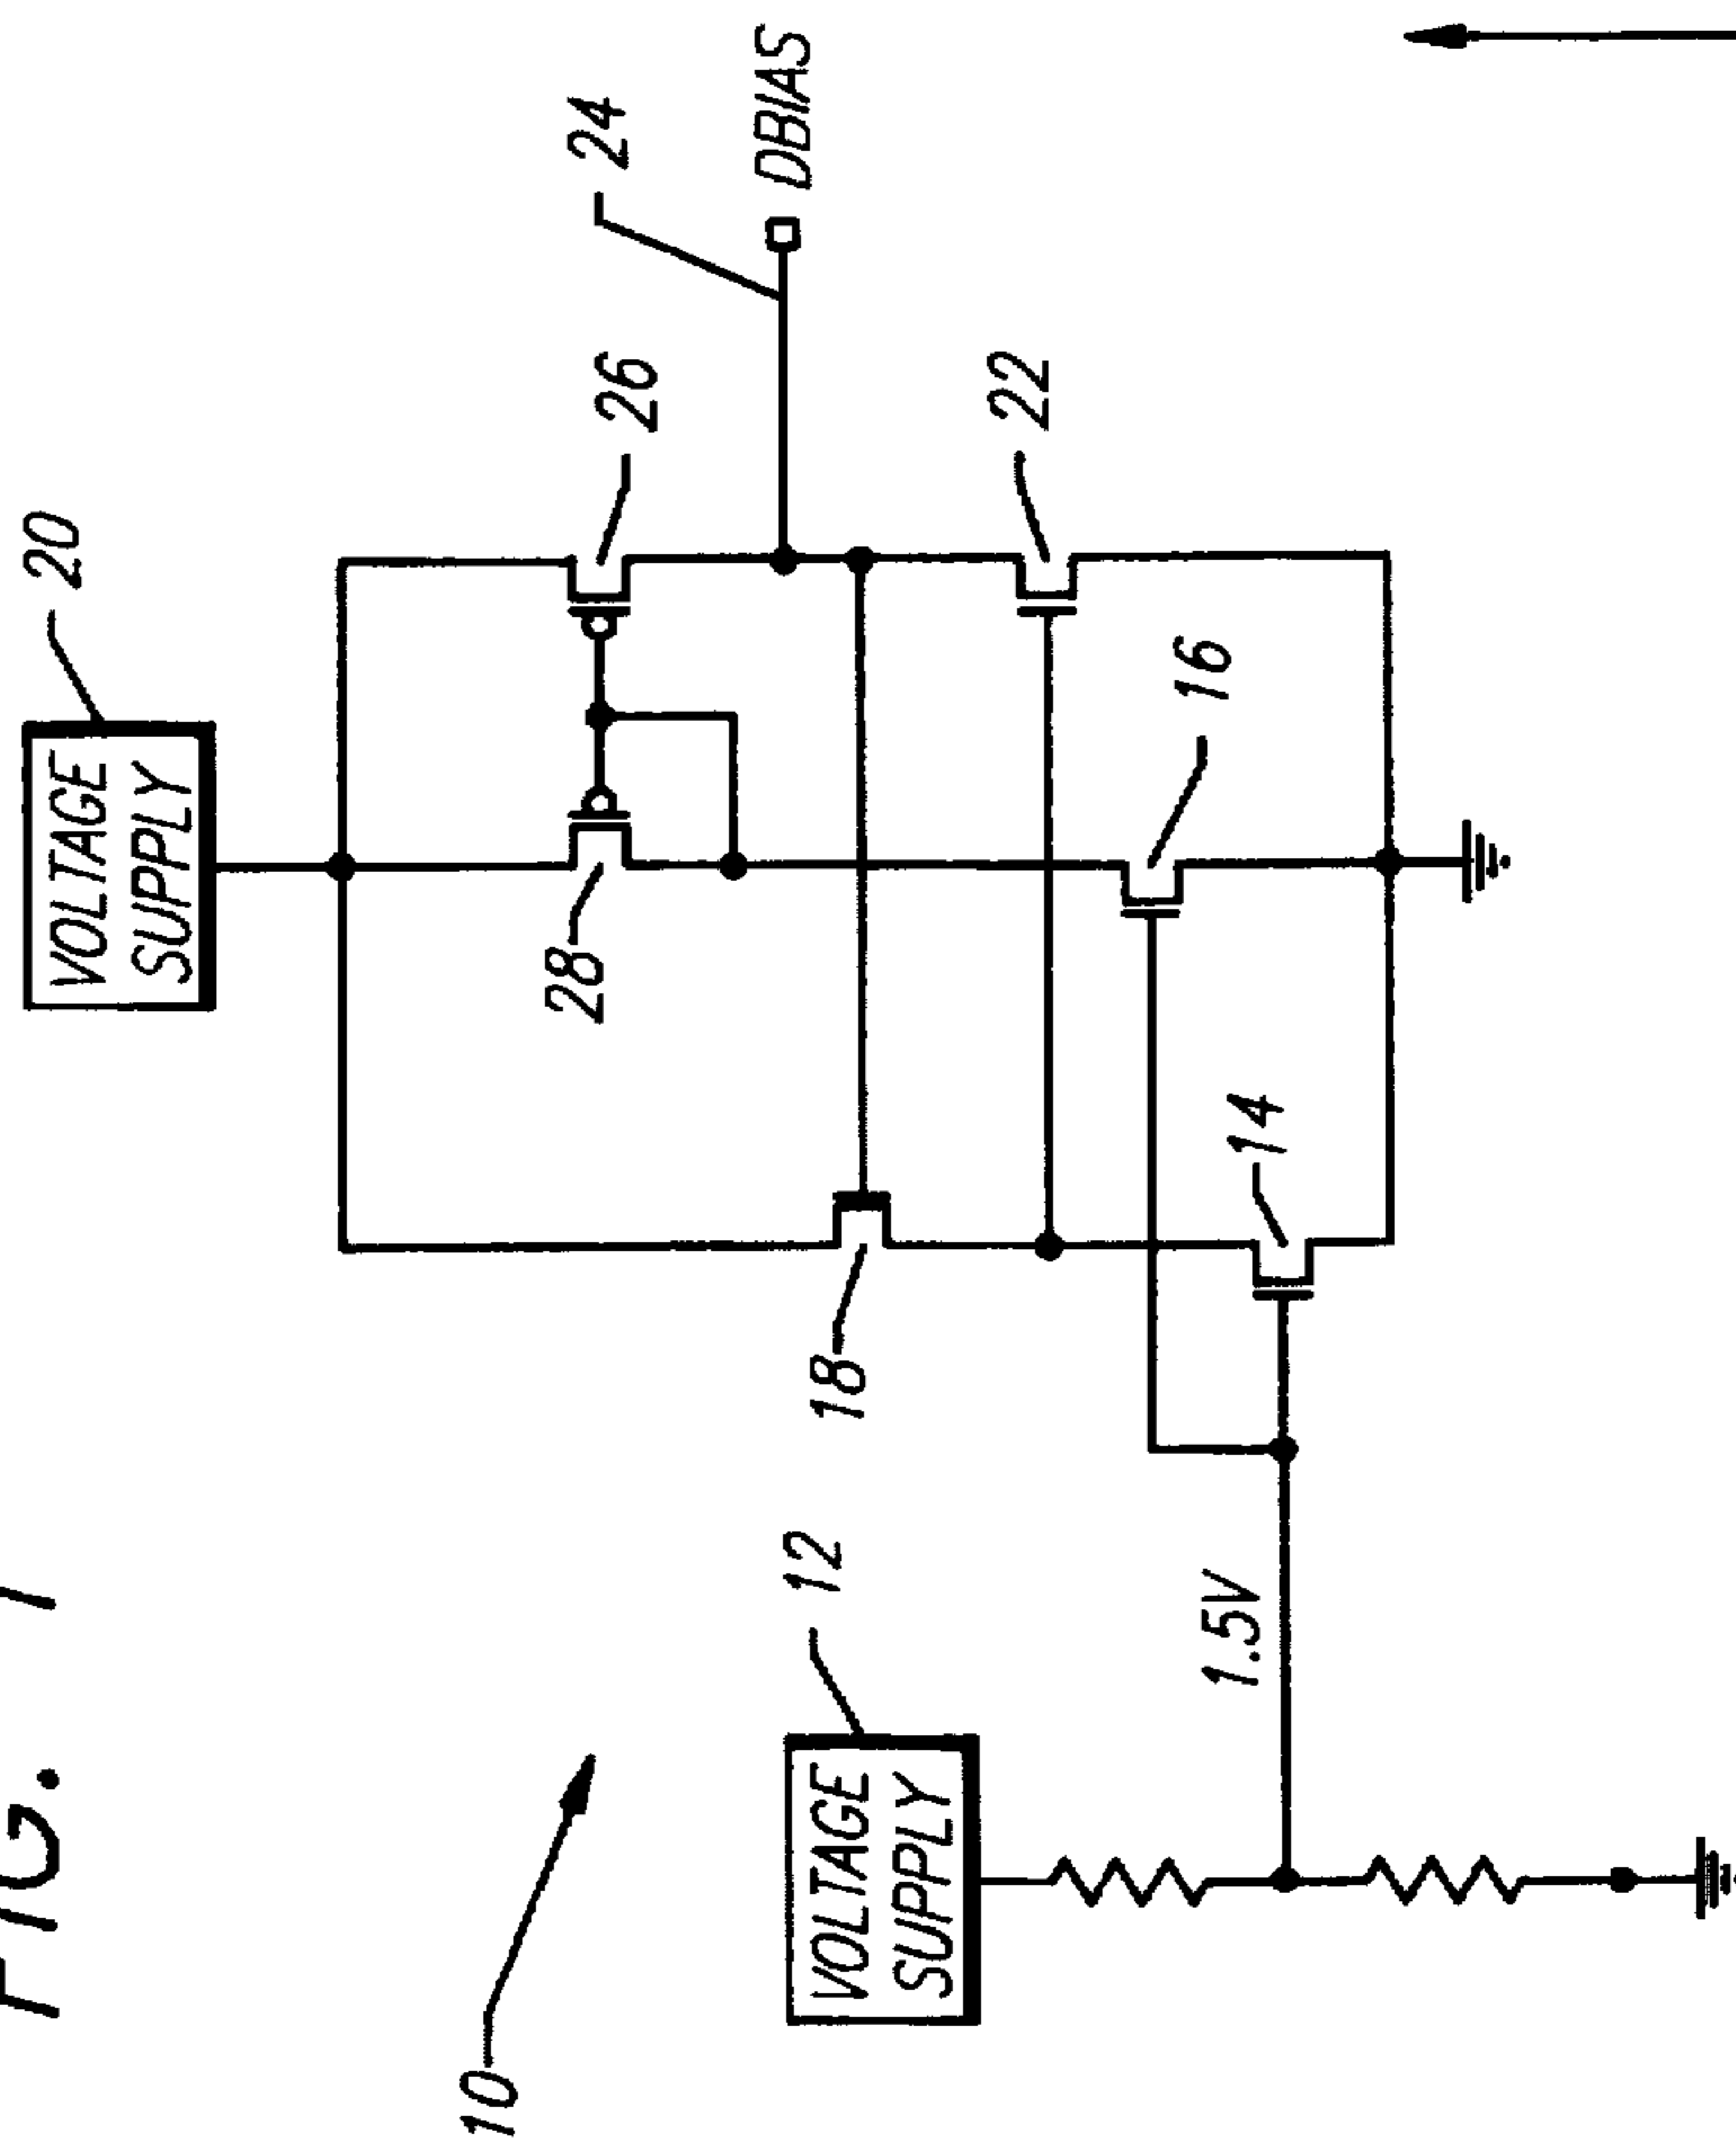 FIG. 1
20
VOLTAGE
SUPPLY
10
28
26
24
DBIAS
12
VOLTAGE
SUPPLY
18
22
16
1.5V
14